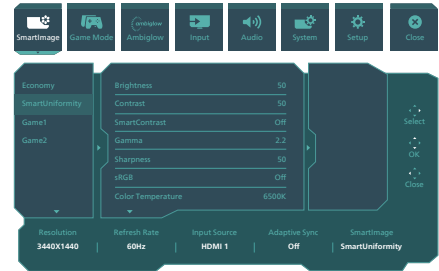 SmartImage
Game Mode
ambiglow
Ambiglow
Input
Audio
System
Setup
Close
Economy
SmartUniformity
Game1
Game2
Brightness 50
Contrast 50
SmartContrast Off
Gamma 2.2
Sharpness 50
sRGB Off
Color Temperature 6500K
Select
OK
Close
Resolution Refresh Rate Input Source Adaptive Sync SmartImage
3440X1440 | 60Hz | HDMI 1 | Off | SmartUniformity